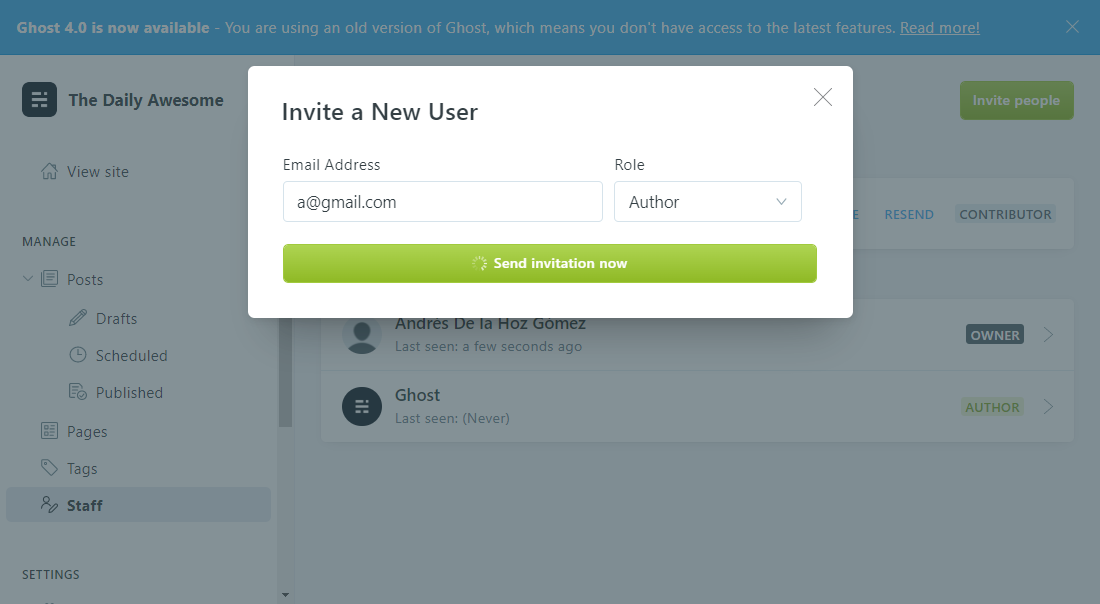 Ghost 4.0 is now available - You are using an old version of Ghost, which means you don't have access to the latest features. Read more!
The Daily Awesome
Invite people
View site
MANAGE
Posts
Drafts
Scheduled
Published
Pages
Tags
Staff
SETTINGS
Invite a New User
Email Address
Role
a@gmail.com
Author
Send invitation now
RESEND
CONTRIBUTOR
Andrés De la Hoz Gómez
Last seen: a few seconds ago
OWNER
Ghost
Last seen: (Never)
AUTHOR